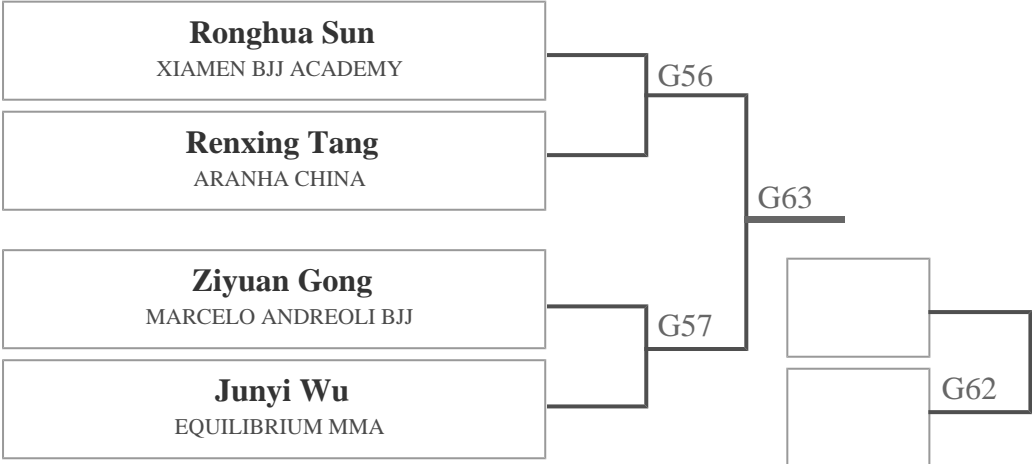 Ronghua Sun
XIAMEN BJJ ACADEMY
G56
Renxing Tang
ARANHA CHINA
G63
Ziyuan Gong
MARCELO ANDREOLI BJJ
G57
Junyi Wu
EQUILIBRIUM MMA
G62